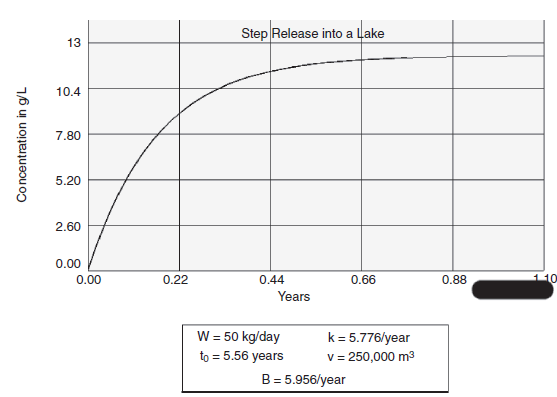 Step Release into a Lake
13
10.4
7.80
5.20
2.60
0.00
Concentration in g/L
0.00 0.22 0.44 0.66 0.88 1.10
Years
W = 50 kg/day k = 5.776/year
t₀ = 5.56 years v = 250,000 m³
B = 5.956/year